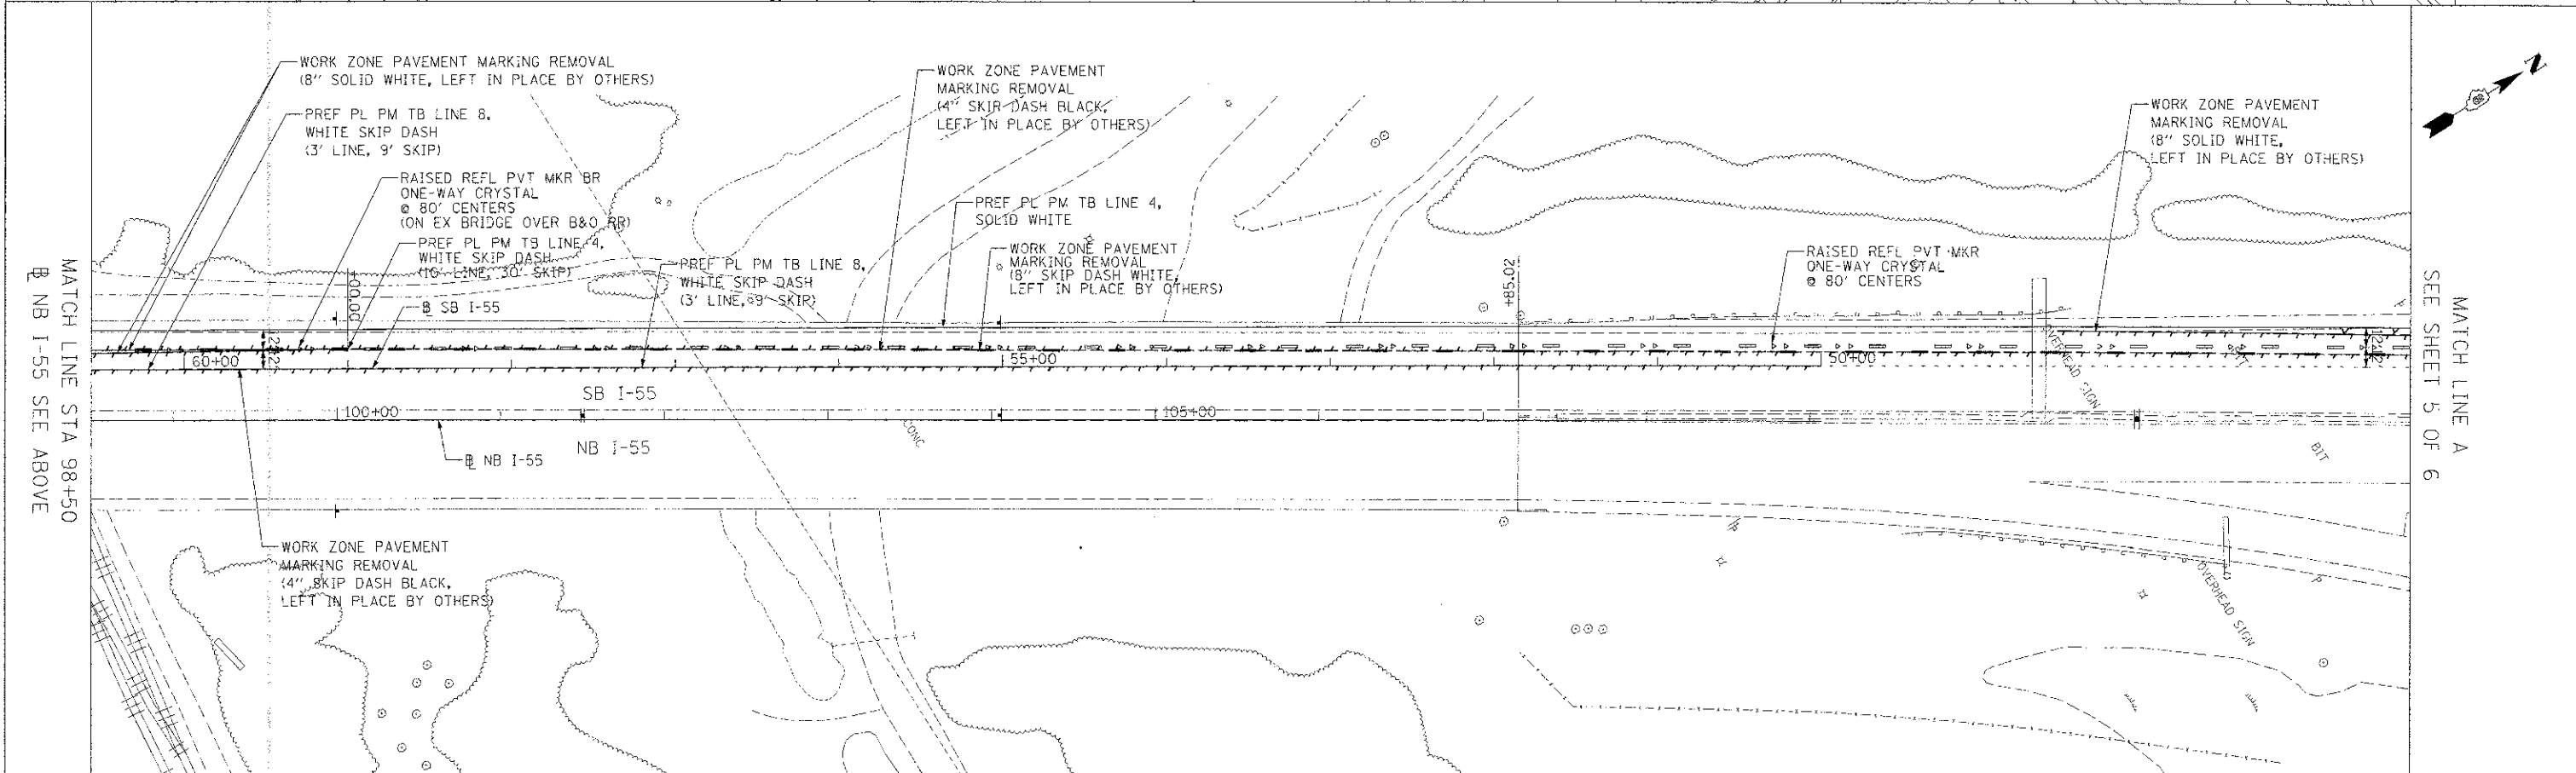 WORK ZONE PAVEMENT MARKING REMOVAL
(8" SOLID WHITE, LEFT IN PLACE BY OTHERS)
PREF PL PM TB LINE 8,
WHITE SKIP DASH
(3' LINE, 9' SKIP)
RAISED REFL PVT MKR BR
ONE-WAY CRYSTAL
@ 80' CENTERS
(ON EX BRIDGE OVER B&O RR)
PREF PL PM TB LINE 4,
WHITE SKIP DASH
(10' LINE, 30' SKIP)
PREF PL PM TB LINE 8,
WHITE SKIP DASH
(3' LINE, 9' SKIP)
WORK ZONE PAVEMENT
MARKING REMOVAL
(4" SKIP DASH BLACK,
LEFT IN PLACE BY OTHERS)
PREF PL PM TB LINE 4,
SOLID WHITE
WORK ZONE PAVEMENT
MARKING REMOVAL
(8" SKIP DASH WHITE,
LEFT IN PLACE BY OTHERS)
RAISED REFL PVT MKR
ONE-WAY CRYSTAL
@ 80' CENTERS
WORK ZONE PAVEMENT
MARKING REMOVAL
(8" SOLID WHITE,
LEFT IN PLACE BY OTHERS)
N
MATCH LINE STA 98+50
℄ NB I-55 SEE ABOVE
+00.00
℄ SB I-55
+85.02
60+00
55+00
50+00
12'
12'
12'
12'
OVERHEAD SIGN
BIT
SB I-55
100+00
105+00
NB I-55
℄ NB I-55
CONC
BIT
MATCH LINE A
SEE SHEET 5 OF 6
WORK ZONE PAVEMENT
MARKING REMOVAL
(4" SKIP DASH BLACK,
LEFT IN PLACE BY OTHERS)
OVERHEAD SIGN
P